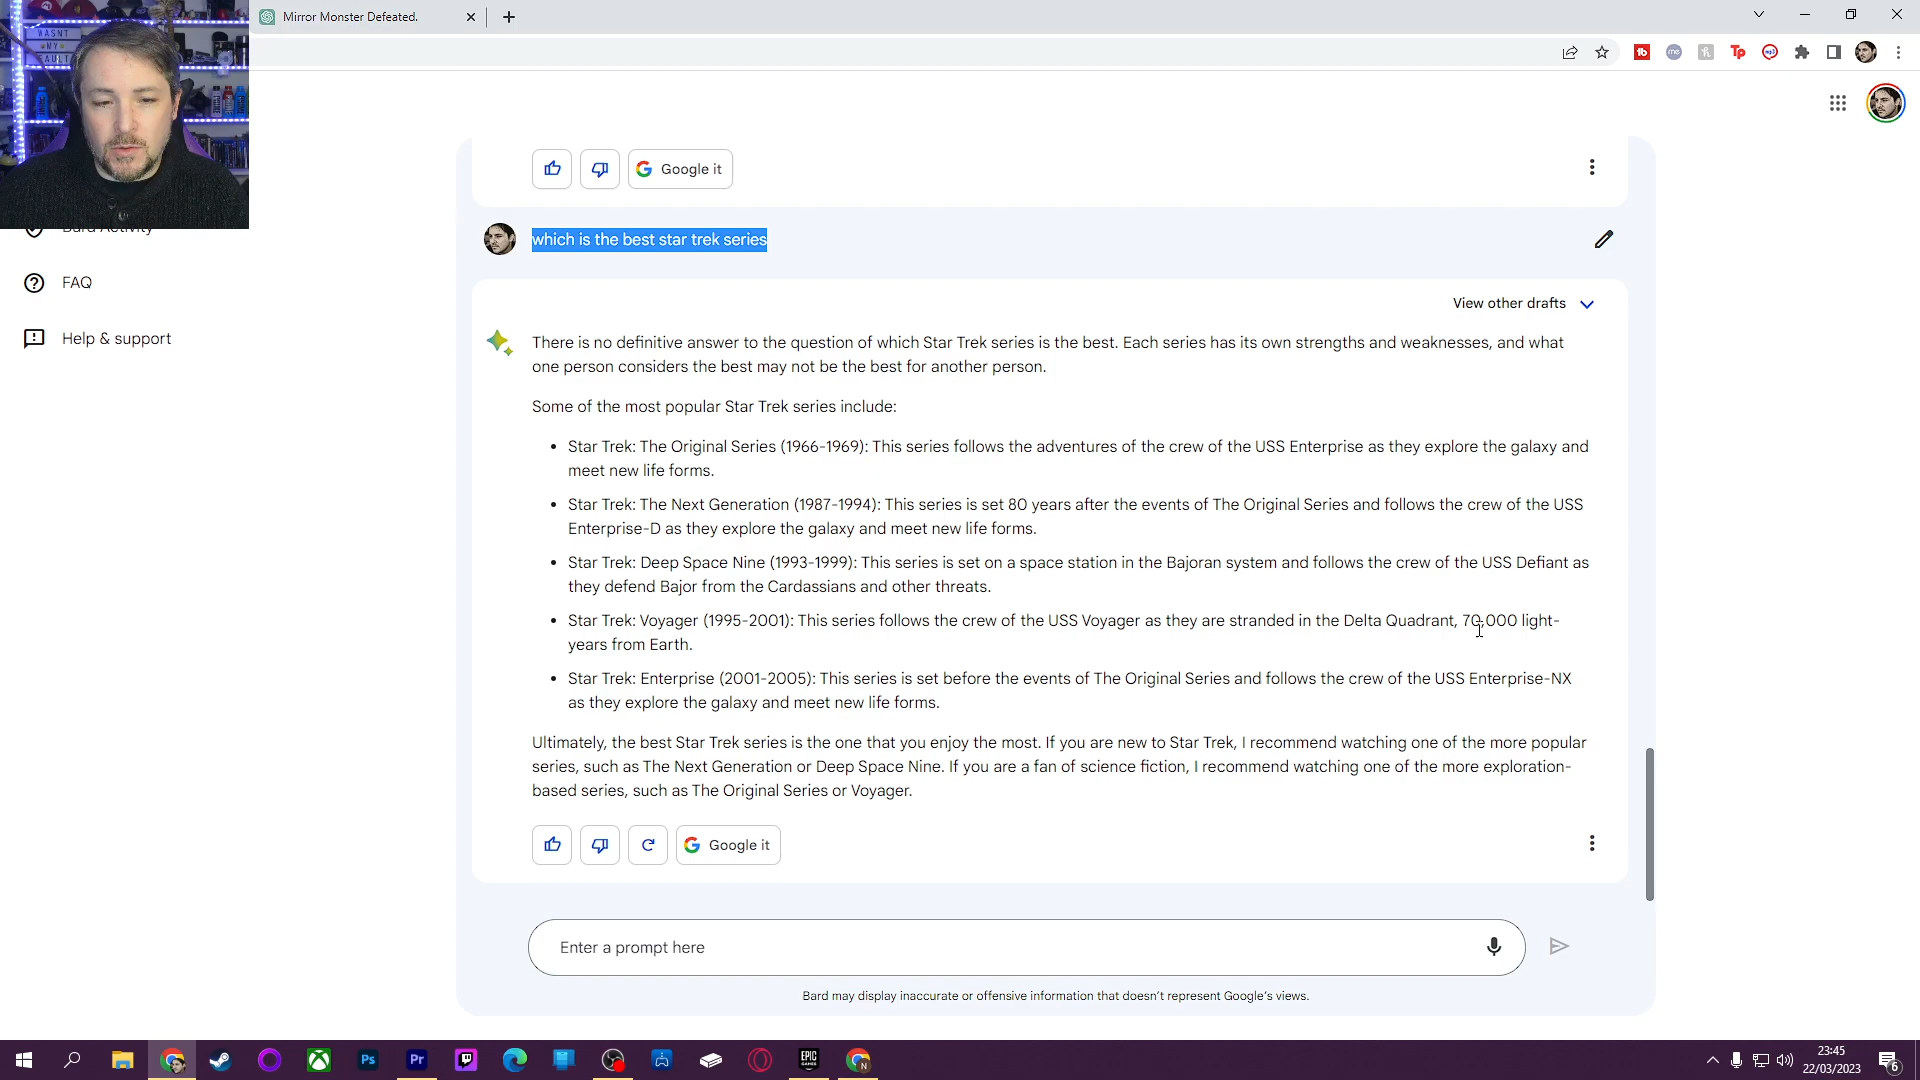 WASNT
MY
FAULT
Mirror Monster Defeated.
Google it
which is the best star trek series
Bard Activity
FAQ
Help & support
View other drafts
There is no definitive answer to the question of which Star Trek series is the best. Each series has its own strengths and weaknesses, and what
one person considers the best may not be the best for another person.
Some of the most popular Star Trek series include:
• Star Trek: The Original Series (1966-1969): This series follows the adventures of the crew of the USS Enterprise as they explore the galaxy and
meet new life forms.
• Star Trek: The Next Generation (1987-1994): This series is set 80 years after the events of The Original Series and follows the crew of the USS
Enterprise-D as they explore the galaxy and meet new life forms.
• Star Trek: Deep Space Nine (1993-1999): This series is set on a space station in the Bajoran system and follows the crew of the USS Defiant as
they defend Bajor from the Cardassians and other threats.
• Star Trek: Voyager (1995-2001): This series follows the crew of the USS Voyager as they are stranded in the Delta Quadrant, 70,000 light-
years from Earth.
• Star Trek: Enterprise (2001-2005): This series is set before the events of The Original Series and follows the crew of the USS Enterprise-NX
as they explore the galaxy and meet new life forms.
Ultimately, the best Star Trek series is the one that you enjoy the most. If you are new to Star Trek, I recommend watching one of the more popular
series, such as The Next Generation or Deep Space Nine. If you are a fan of science fiction, I recommend watching one of the more exploration-
based series, such as The Original Series or Voyager.
Google it
Enter a prompt here
Bard may display inaccurate or offensive information that doesn't represent Google's views.
Ps
Pr
EPIC
GAMES
N
23:45
22/03/2023
6